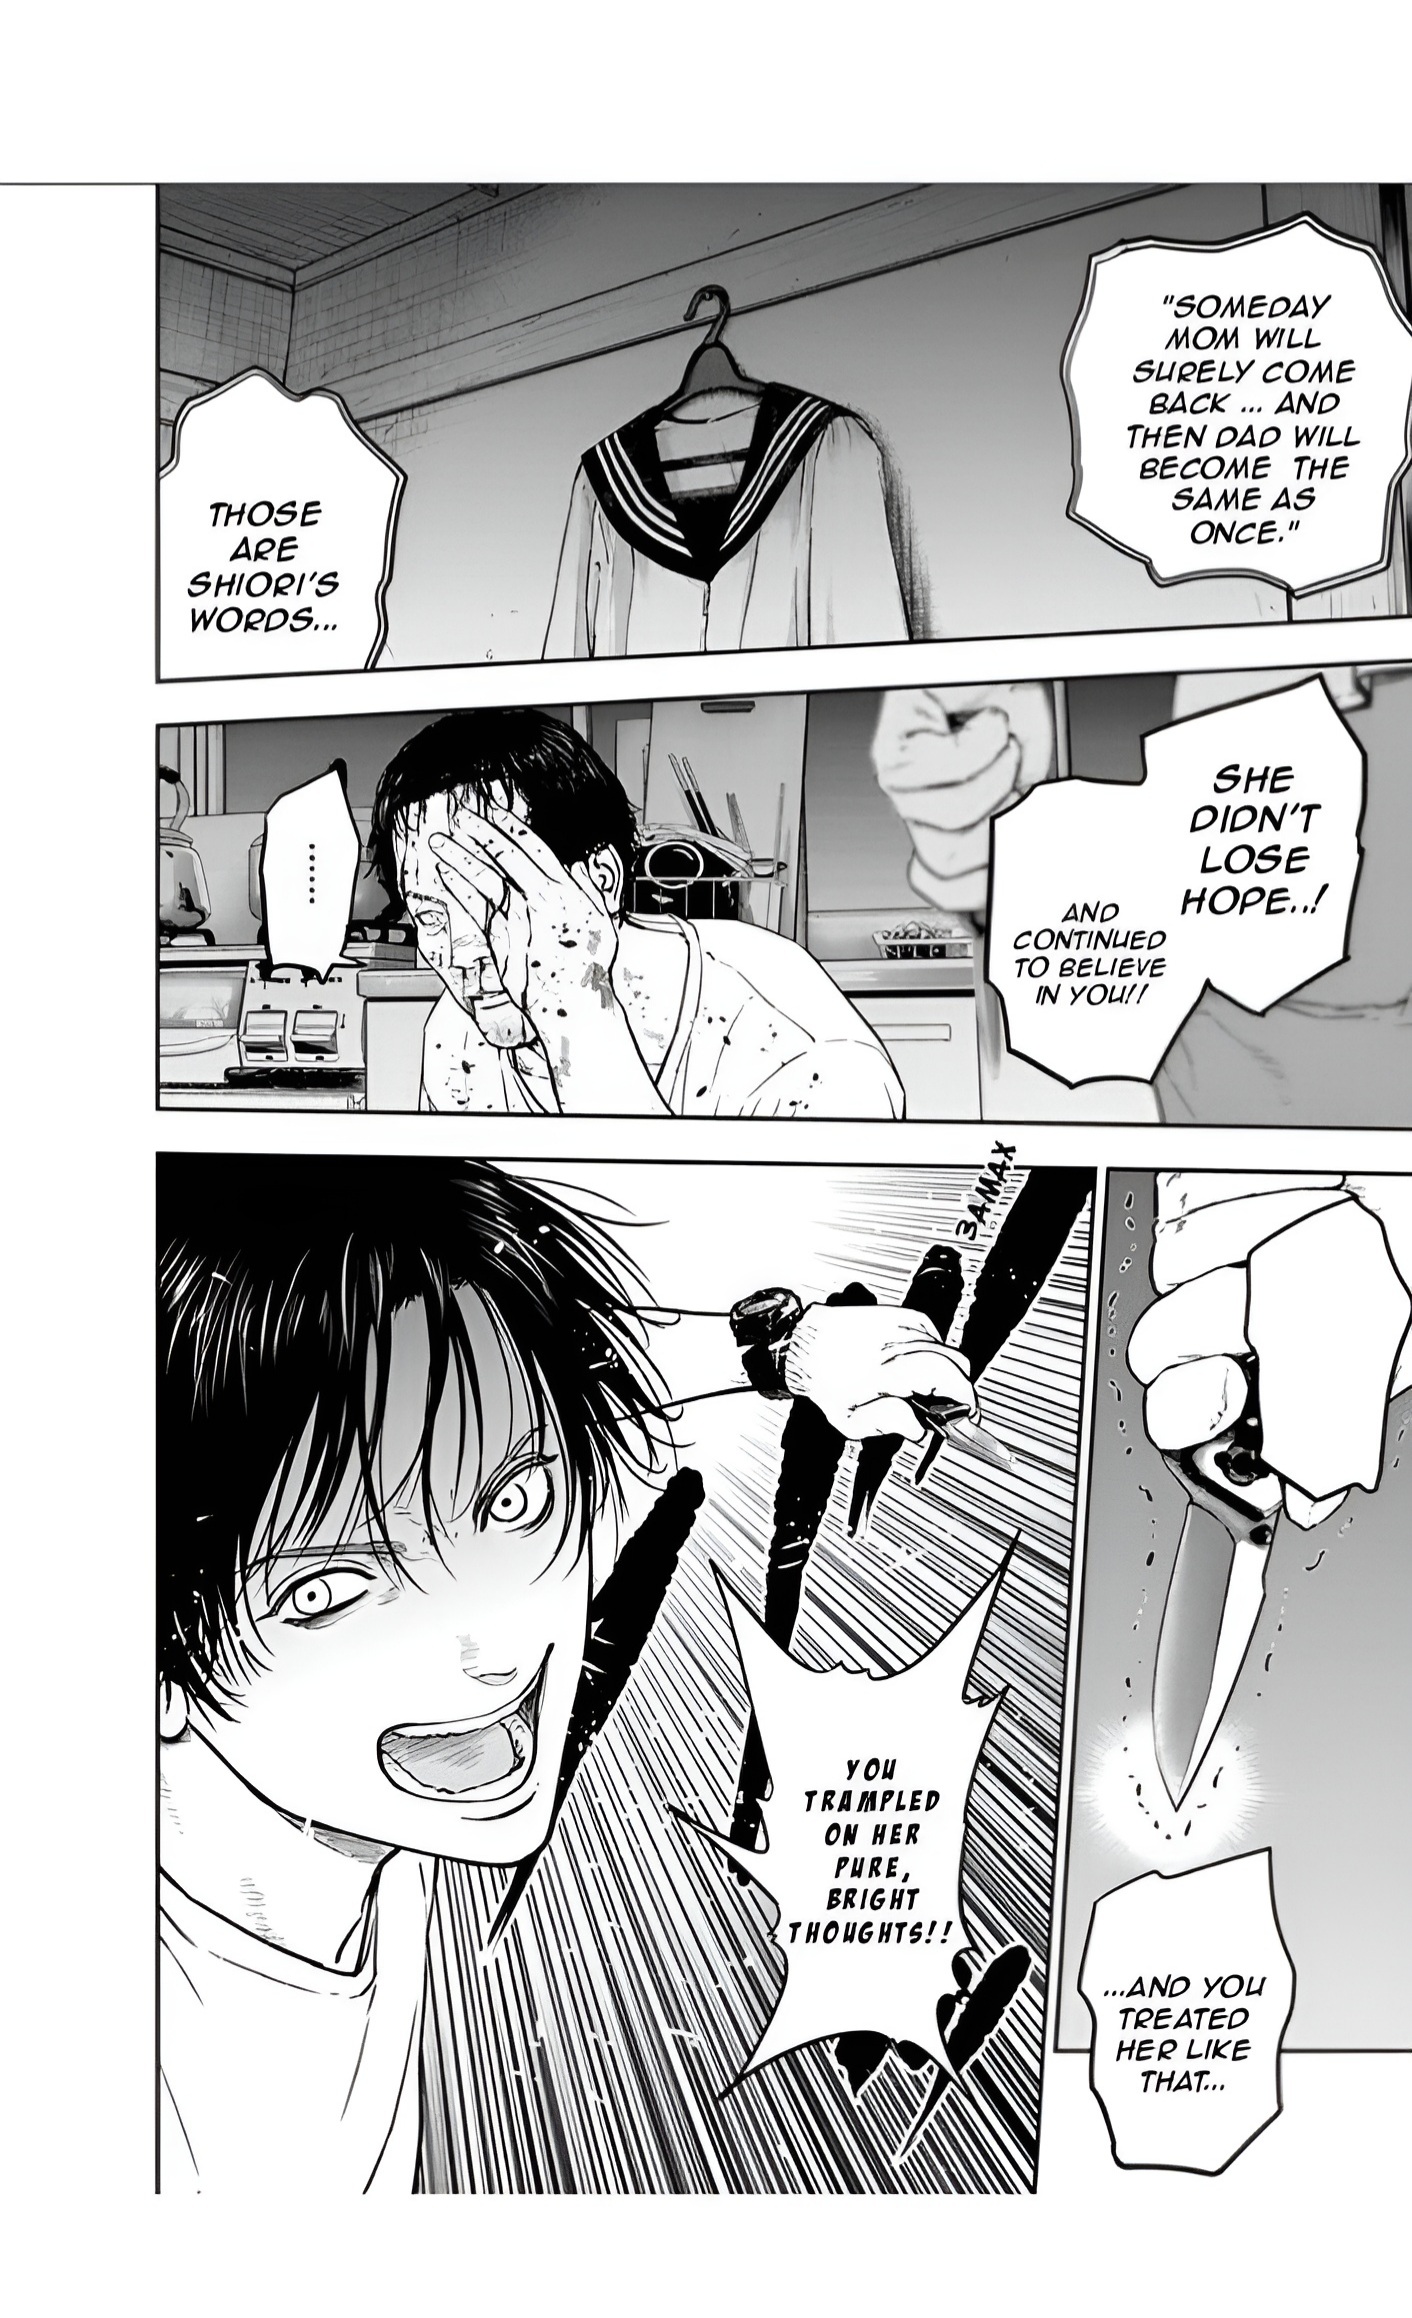 "SOMEDAY
MOM WILL
SURELY COME
BACK ... AND
THEN DAD WILL
BECOME THE
SAME AS
ONCE."
THOSE
ARE
SHIORI'S
WORDS...
SHE
DIDN'T
LOSE
HOPE..!
AND
CONTINUED
TO BELIEVE
IN YOU!!
......
...AND YOU
TREATED
HER LIKE
THAT...
ЗАМАХ
YOU
TRAMPLED
ON HER
PURE,
BRIGHT
THOUGHTS!!